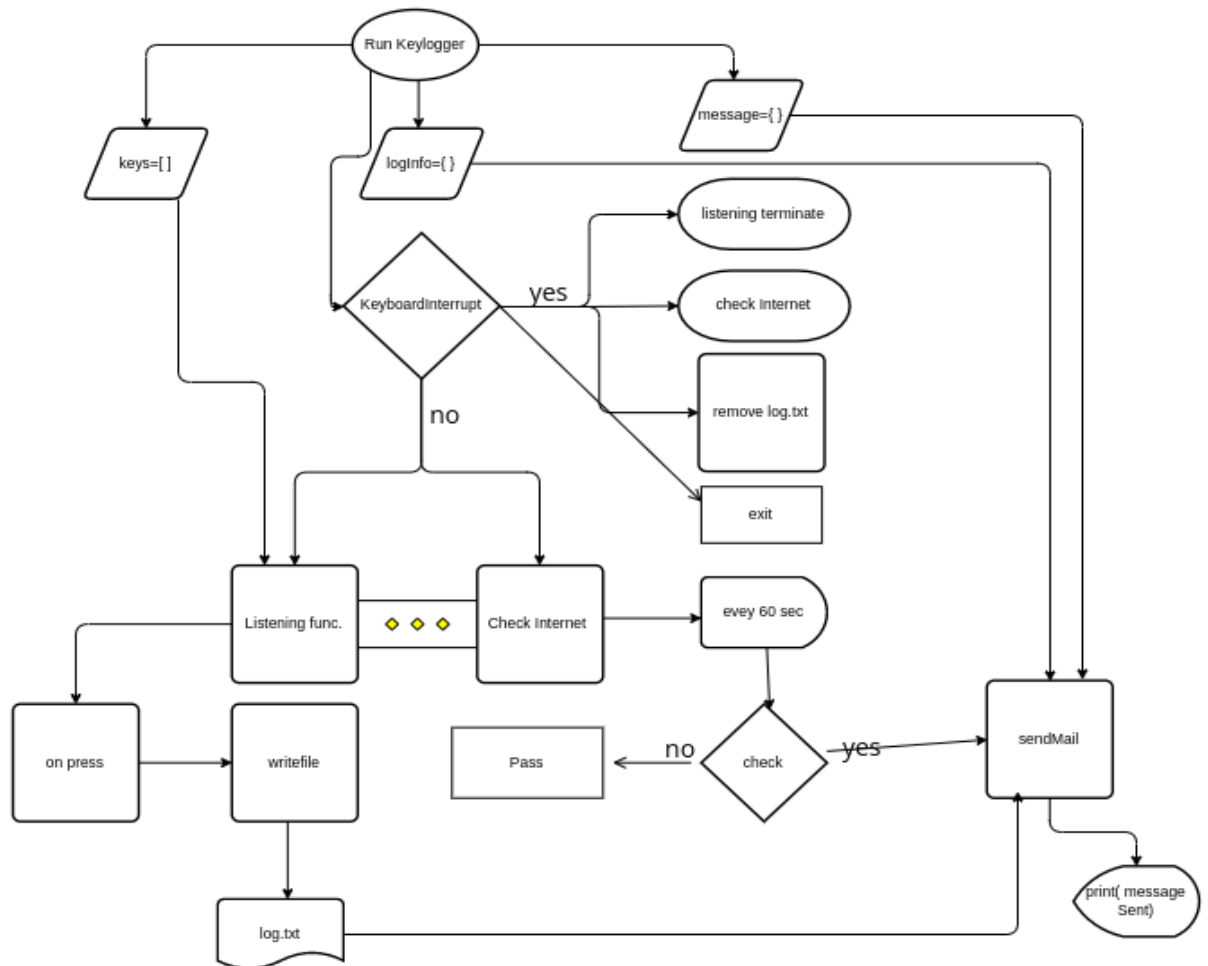 Run Keylogger
message={ }
keys=[ ]
logInfo={ }
listening terminate
yes
check Internet
KeyboardInterrupt
no
remove log.txt
exit
Listening func.
Check Internet
evey 60 sec
on press
writefile
Pass
no
check
yes
sendMail
print( message
Sent)
log.txt